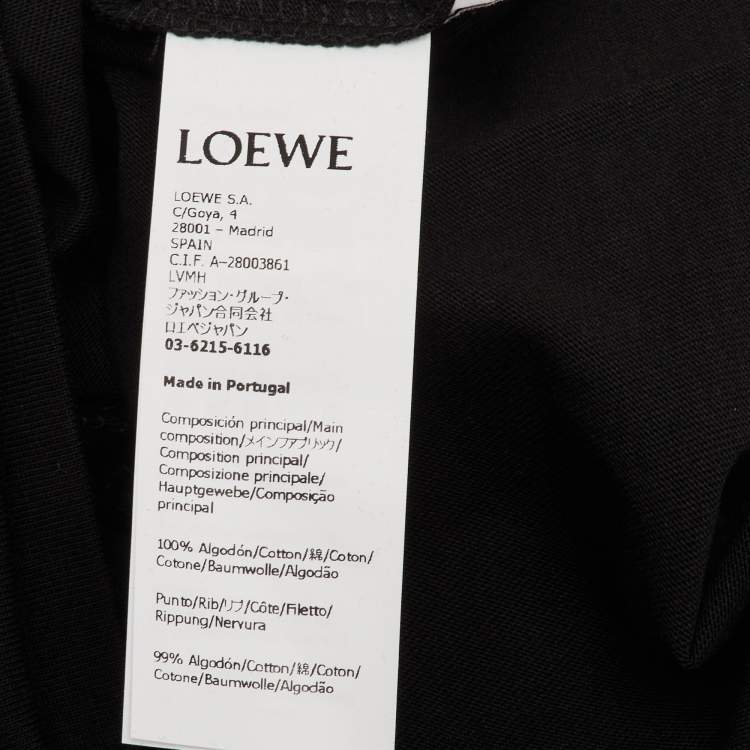 LOEWE
LOEWE S.A.
C/Goya, 4
28001 – Madrid
SPAIN
C.I.F. A–28003861
LVMH
ファッション・グループ・
ジャパン合同会社
ロエベジャパン
03-6215-6116
Made in Portugal
Composición principal/Main
composition/メインファブリック/
Composition principal/
Composizione principale/
Hauptgewebe/Composição
principal
100% Algodón/Cotton/綿/Coton/
Cotone/Baumwolle/Algodão
Punto/Rib/リブ/Côte/Filetto/
Rippung/Nervura
99% Algodón/Cotton/綿/Coton/
Cotone/Baumwolle/Algodão